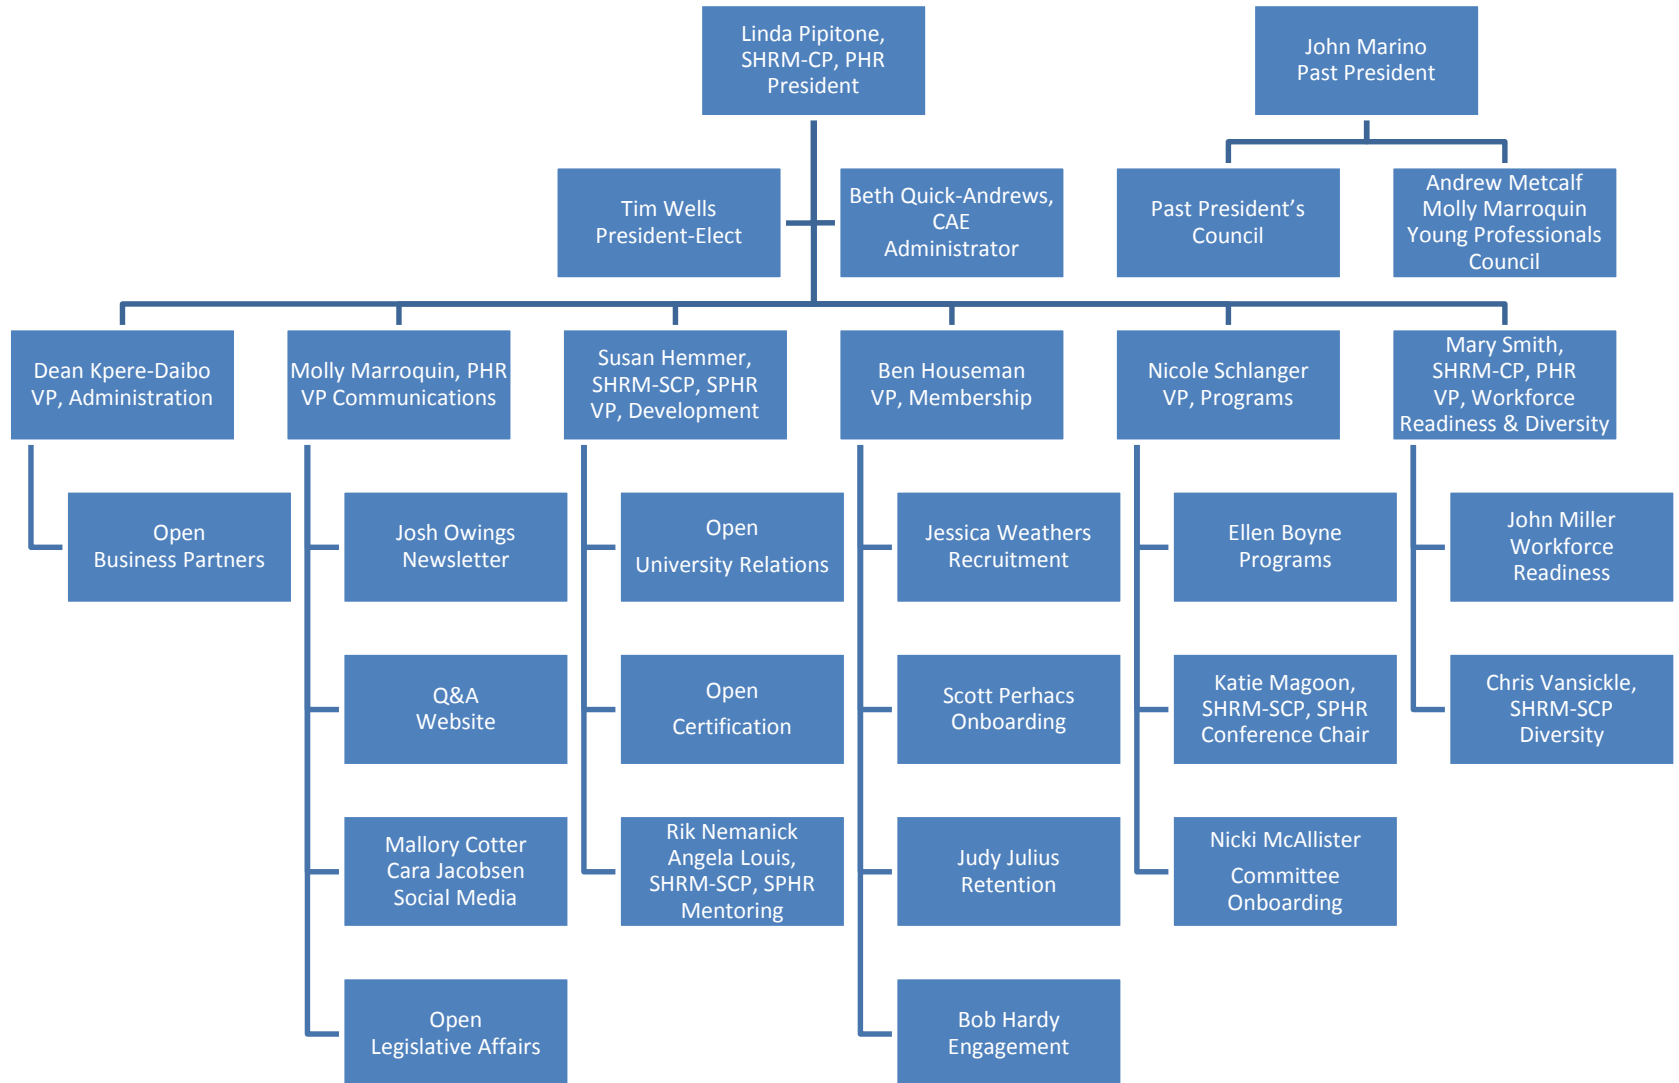 Linda Pipitone,
SHRM-CP, PHR
President
John Marino
Past President
Tim Wells
President-Elect
Beth Quick-Andrews,
CAE
Administrator
Past President’s
Council
Andrew Metcalf
Molly Marroquin
Young Professionals
Council
Dean Kpere-Daibo
VP, Administration
Molly Marroquin, PHR
VP Communications
Susan Hemmer,
SHRM-SCP, SPHR
VP, Development
Ben Houseman
VP, Membership
Nicole Schlanger
VP, Programs
Mary Smith,
SHRM-CP, PHR
VP, Workforce
Readiness & Diversity
Open
Business Partners
Josh Owings
Newsletter
Open
University Relations
Jessica Weathers
Recruitment
Ellen Boyne
Programs
John Miller
Workforce
Readiness
Q&A
Website
Open
Certification
Scott Perhacs
Onboarding
Katie Magoon,
SHRM-SCP, SPHR
Conference Chair
Chris Vansickle,
SHRM-SCP
Diversity
Mallory Cotter
Cara Jacobsen
Social Media
Rik Nemanick
Angela Louis,
SHRM-SCP, SPHR
Mentoring
Judy Julius
Retention
Nicki McAllister
Committee
Onboarding
Open
Legislative Affairs
Bob Hardy
Engagement